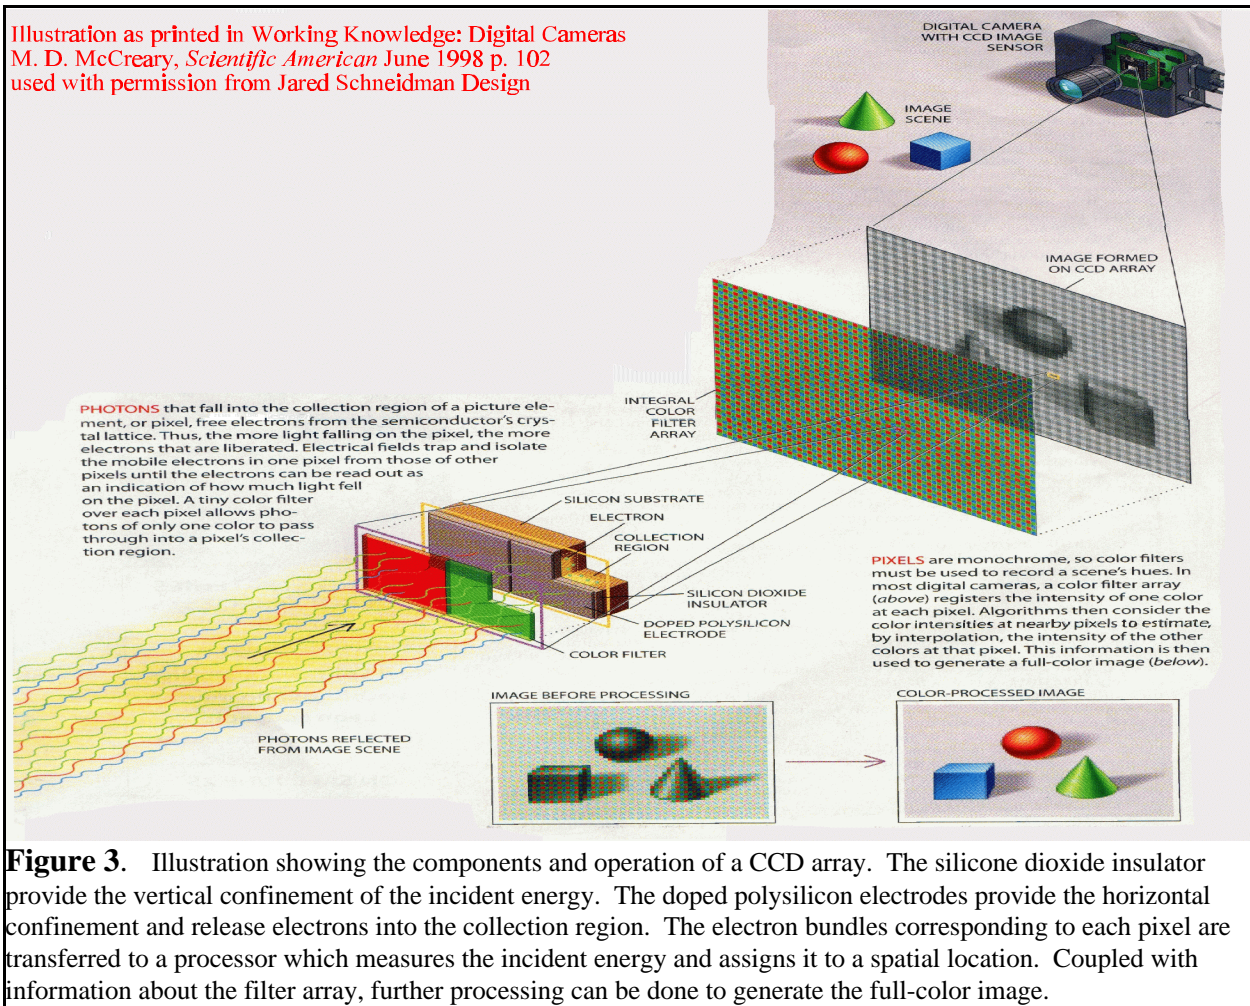 Illustration as printed in Working Knowledge: Digital Cameras
M. D. McCreary, Scientific American June 1998 p. 102
used with permission from Jared Schneidman Design
DIGITAL CAMERA
WITH CCD IMAGE
SENSOR
IMAGE
SCENE
IMAGE FORMED
ON CCD ARRAY
INTEGRAL
COLOR
FILTER
ARRAY
PHOTONS that fall into the collection region of a picture ele-
ment, or pixel, free electrons from the semiconductor's crys-
tal lattice. Thus, the more light falling on the pixel, the more
electrons that are liberated. Electrical fields trap and isolate
the mobile electrons in one pixel from those of other
pixels until the electrons can be read out as
an indication of how much light fell
on the pixel. A tiny color filter
over each pixel allows pho-
tons of only one color to pass
through into a pixel's collec-
tion region.
SILICON SUBSTRATE
ELECTRON
COLLECTION
REGION
SILICON DIOXIDE
INSULATOR
DOPED POLYSILICON
ELECTRODE
COLOR FILTER
PIXELS are monochrome, so color filters
must be used to record a scene's hues. In
most digital cameras, a color filter array
(above) registers the intensity of one color
at each pixel. Algorithms then consider the
color intensities at nearby pixels to estimate,
by interpolation, the intensity of the other
colors at that pixel. This information is then
used to generate a full-color image (below).
PHOTONS REFLECTED
FROM IMAGE SCENE
IMAGE BEFORE PROCESSING
COLOR-PROCESSED IMAGE
Figure 3. Illustration showing the components and operation of a CCD array. The silicone dioxide insulator
provide the vertical confinement of the incident energy. The doped polysilicon electrodes provide the horizontal
confinement and release electrons into the collection region. The electron bundles corresponding to each pixel are
transferred to a processor which measures the incident energy and assigns it to a spatial location. Coupled with
information about the filter array, further processing can be done to generate the full-color image.